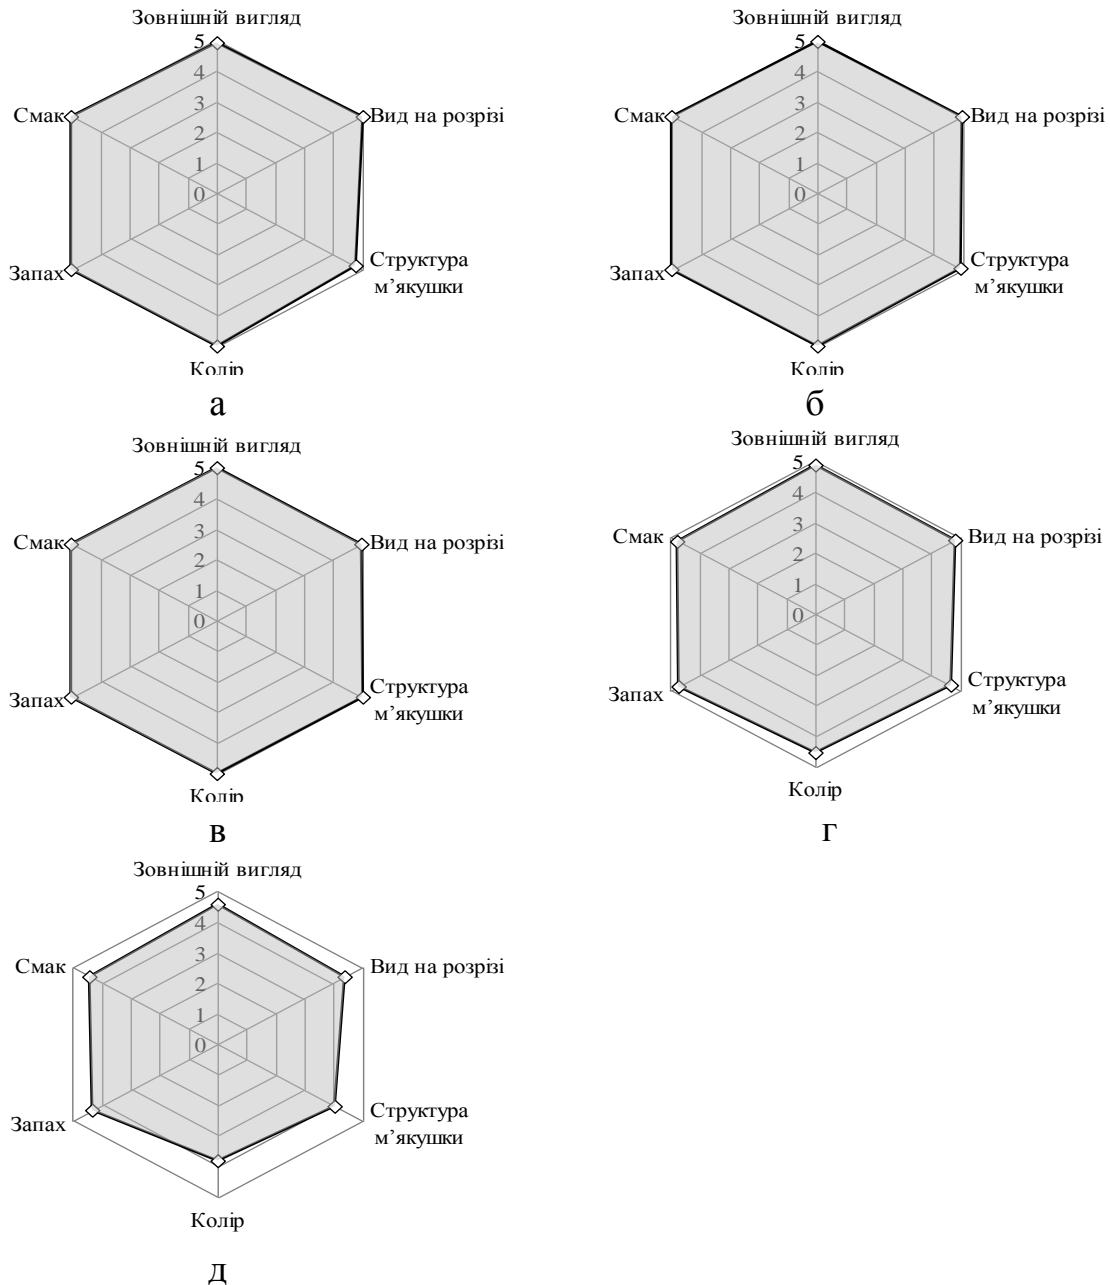 Зовнішній вигляд
5
4
3
2
1
0
Смак
Вид на розрізі
Запах
Структура
м’якушки
Колір
а
Зовнішній вигляд
5
4
3
2
1
0
Смак
Вид на розрізі
Запах
Структура
м’якушки
Колір
б
Зовнішній вигляд
5
4
3
2
1
0
Смак
Вид на розрізі
Запах
Структура
м’якушки
Колір
в
Зовнішній вигляд
5
4
3
2
1
0
Смак
Вид на розрізі
Запах
Структура
м’якушки
Колір
г
Зовнішній вигляд
5
4
3
2
1
0
Смак
Вид на розрізі
Запах
Структура
м’якушки
Колір
д